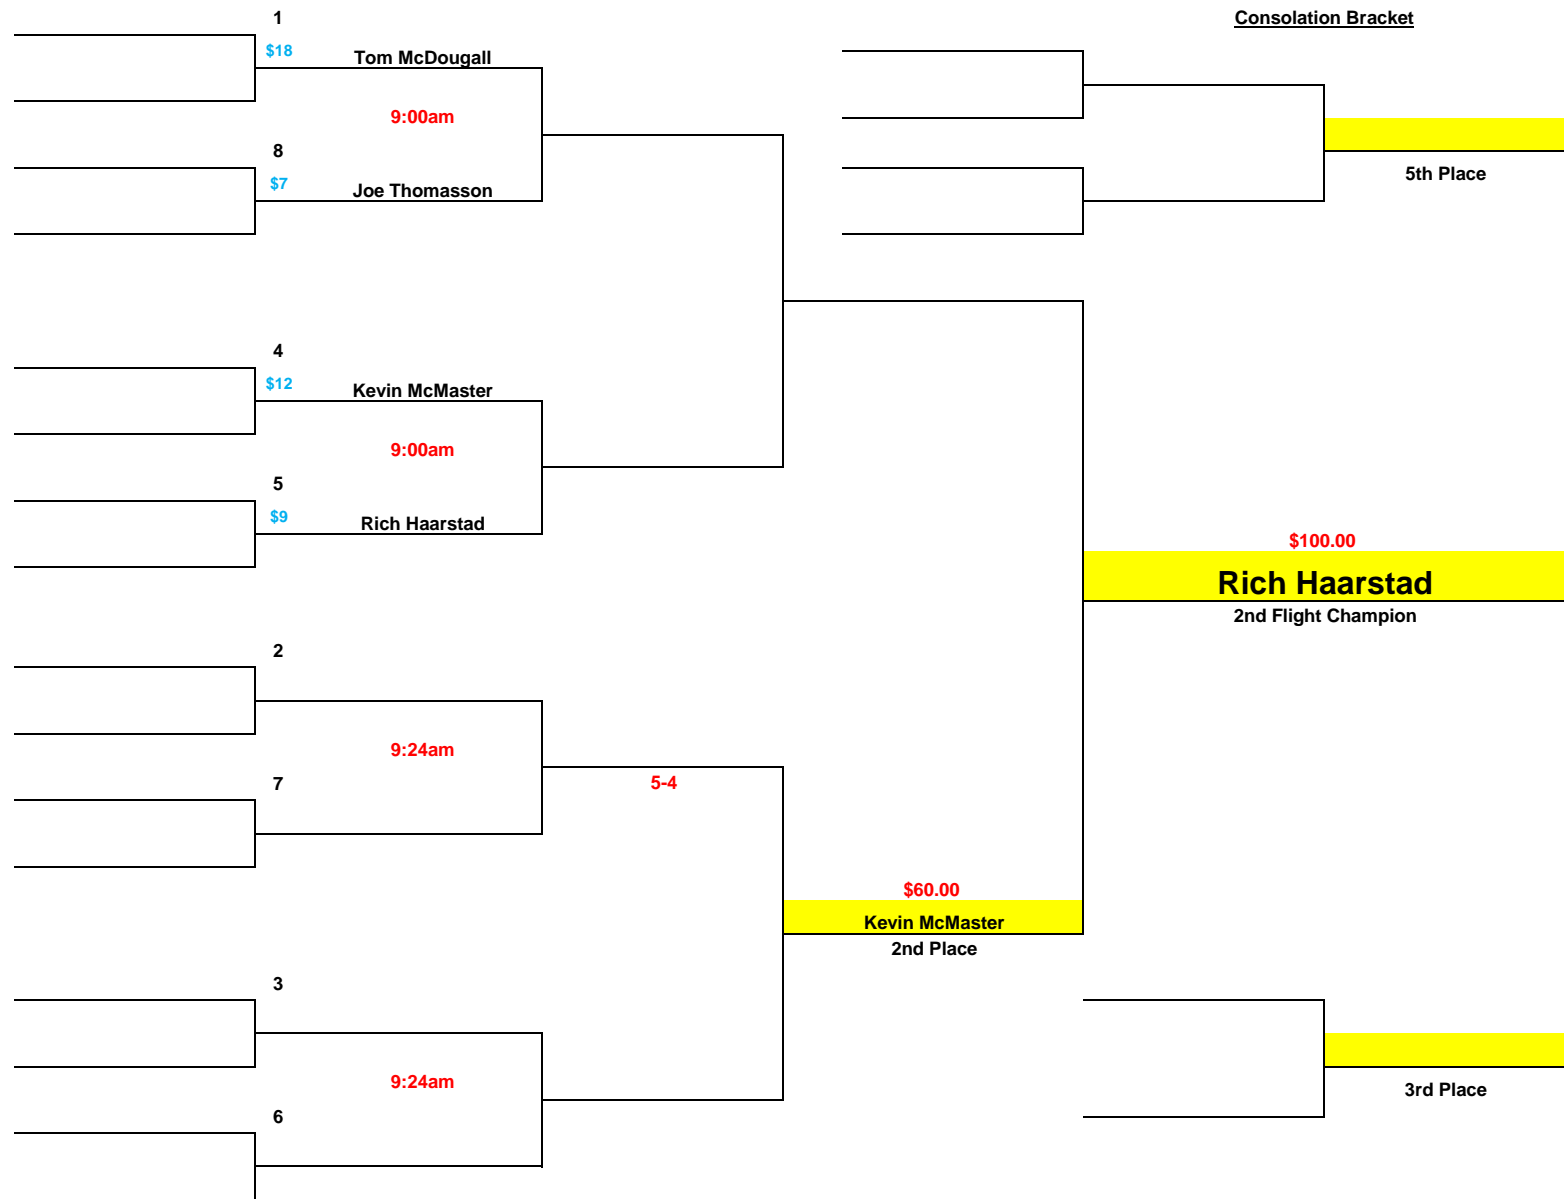 1
Consolation Bracket
$18
Tom McDougall
9:00am
8
$7
Joe Thomasson
5th Place
4
$12
Kevin McMaster
9:00am
5
$9
Rich Haarstad
$100.00
Rich Haarstad
2nd Flight Champion
2
9:24am
7
5-4
$60.00
Kevin McMaster
2nd Place
3
9:24am
3rd Place
6